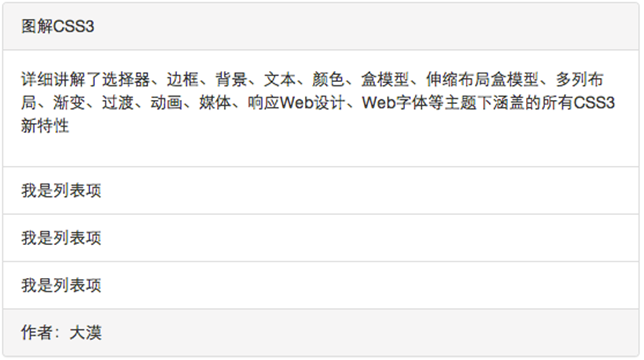 图解CSS3
详细讲解了选择器、边框、背景、文本、颜色、盒模型、伸缩布局盒模型、多列布
局、渐变、过渡、动画、媒体、响应Web设计、Web字体等主题下涵盖的所有CSS3
新特性
我是列表项
我是列表项
我是列表项
作者：大漠